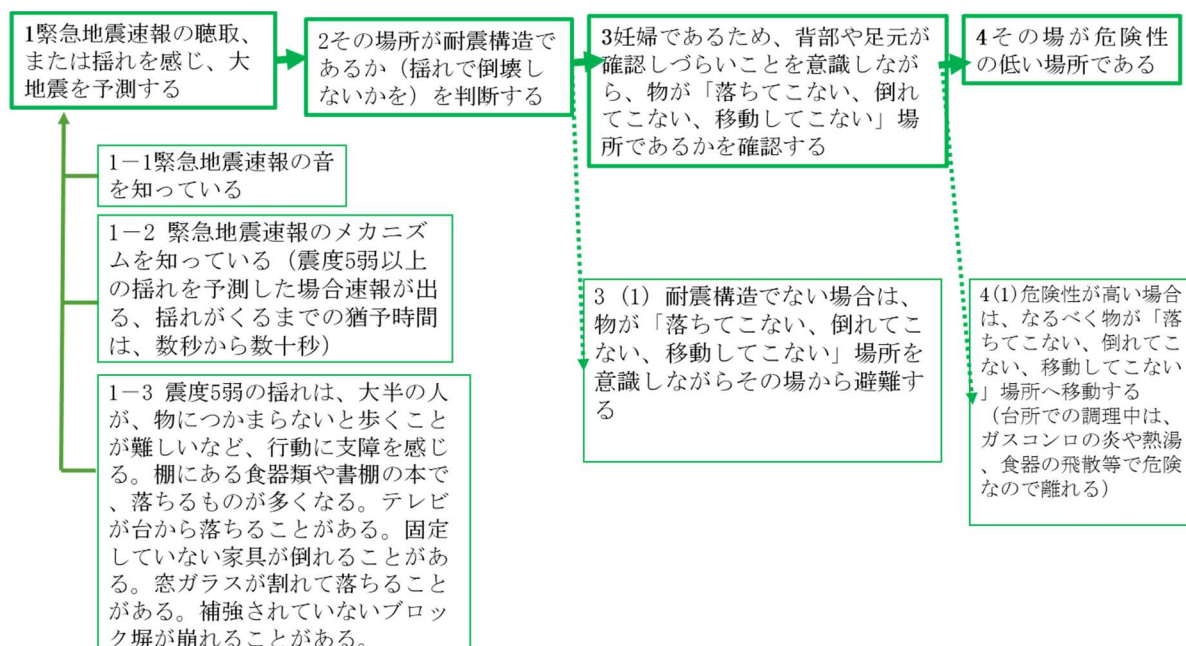 1緊急地震速報の聴取、
または揺れを感じ、大
地震を予測する
2その場所が耐震構造で
あるか（揺れで倒壊し
ないかを）を判断する
3妊婦であるため、背部や足元が
確認しづらいことを意識しなが
ら、物が「落ちてこない、倒れ
てこない、移動してこない」場
所であるかを確認する
4その場が危険性
の低い場所である
1－1緊急地震速報の音
を知っている
1－2 緊急地震速報のメカニズ
ムを知っている（震度5弱以上
の揺れを予測した場合速報が出
る、揺れがくるまでの猶予時間
は、数秒から数十秒）
1－3 震度5弱の揺れは、大半の人
が、物につかまらないと歩くこと
が難しいなど、行動に支障を感じ
る。棚にある食器類や書棚の本で
、落ちるものが多くなる。テレビ
が台から落ちることがある。固定
していない家具が倒れることがあ
る。窓ガラスが割れて落ちること
がある。補強されていないブロッ
ク塀が崩れることがある。
3（1）耐震構造でない場合は、
物が「落ちてこない、倒れてこ
ない、移動してこない」場所を
意識しながらその場から避難す
る
4(1)危険性が高い場合
は、なるべく物が「落
ちてこない、倒れてこ
ない、移動してこない
」場所へ移動する
（台所での調理中は、
ガスコンロの炎や熱湯
、食器の飛散等で危険
なので離れる）